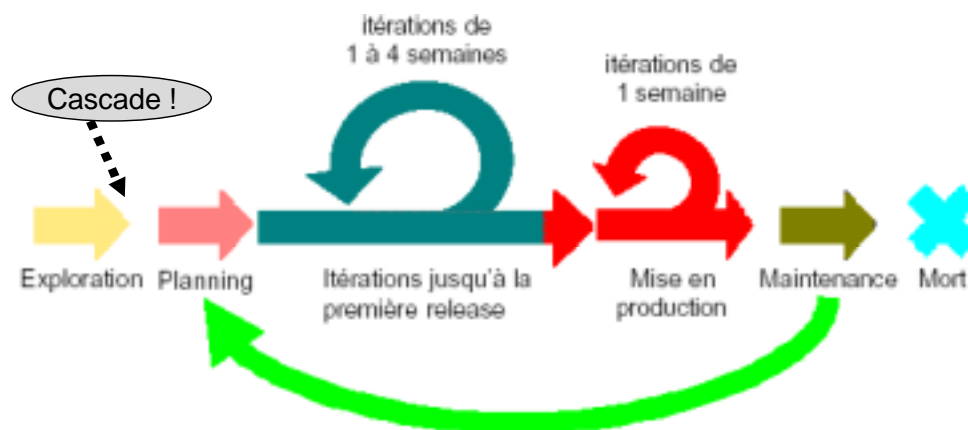 itérations de
1 à 4 semaines
itérations de
1 semaine
Cascade !
Exploration
Planning
Itérations jusqu'à la
première release
Mise en
production
Maintenance
Mort